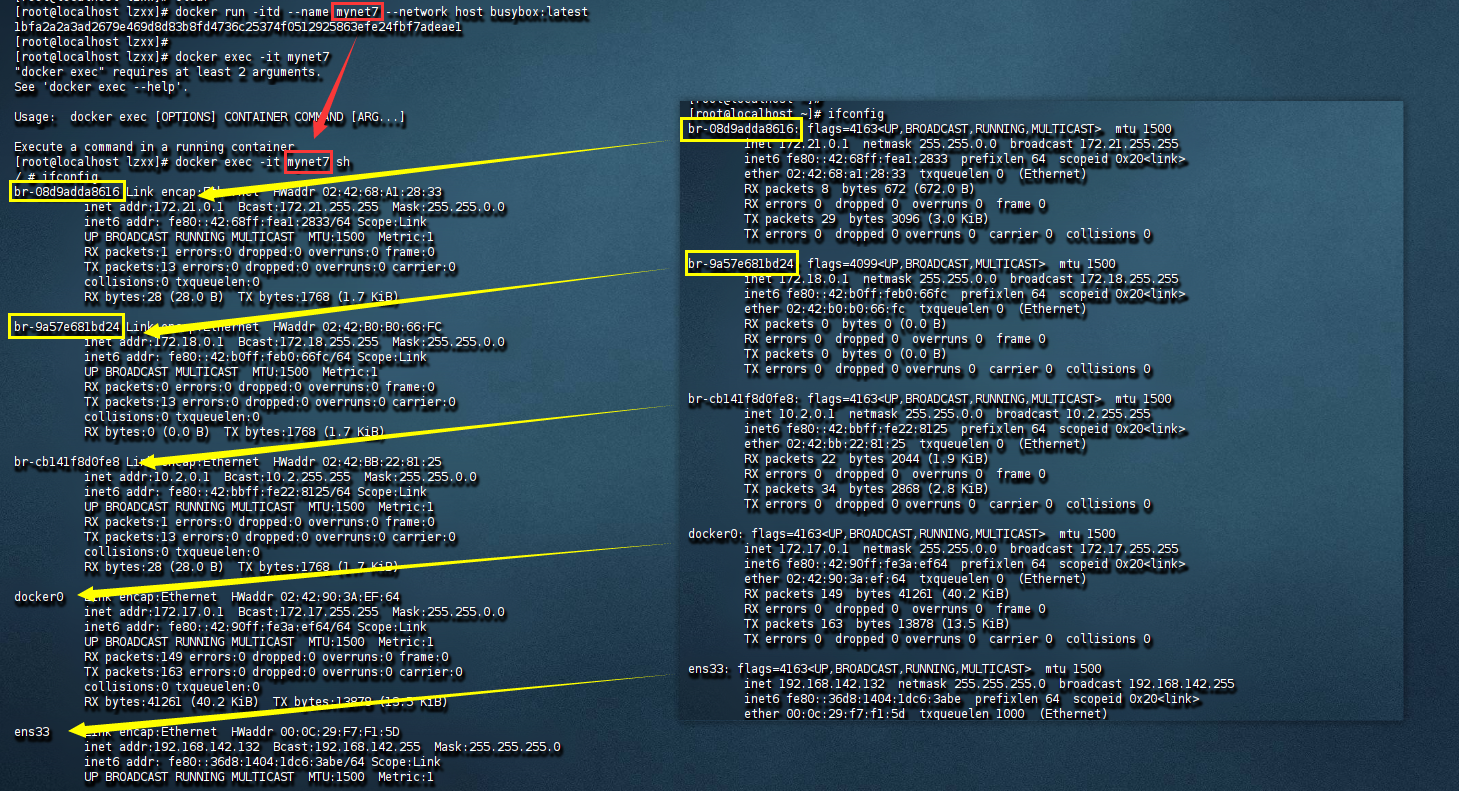 [root@localhost lzxx]# docker run -itd --name mynet7 --network host busybox:latest
1bfa2a2a3ad2679e469d8d83b8fd4736c25374f0512925863efe24fbf7adeae1
[root@localhost lzxx]#
[root@localhost lzxx]# docker exec -it mynet7
"docker exec" requires at least 2 arguments.
See 'docker exec --help'.
Usage:  docker exec [OPTIONS] CONTAINER COMMAND [ARG...]
Execute a command in a running container
[root@localhost lzxx]# docker exec -it mynet7 sh
/ # ifconfig
br-08d9adda8616 Link encap:Ethernet  HWaddr 02:42:68:A1:28:33
inet addr:172.21.0.1  Bcast:172.21.255.255  Mask:255.255.0.0
inet6 addr: fe80::42:68ff:fea1:2833/64 Scope:Link
UP BROADCAST RUNNING MULTICAST  MTU:1500  Metric:1
RX packets:1 errors:0 dropped:0 overruns:0 frame:0
TX packets:13 errors:0 dropped:0 overruns:0 carrier:0
collisions:0 txqueuelen:0
RX bytes:28 (28.0 B)  TX bytes:1768 (1.7 KiB)
br-9a57e681bd24 Link encap:Ethernet  HWaddr 02:42:B0:B0:66:FC
inet addr:172.18.0.1  Bcast:172.18.255.255  Mask:255.255.0.0
inet6 addr: fe80::42:b0ff:feb0:66fc/64 Scope:Link
UP BROADCAST MULTICAST  MTU:1500  Metric:1
RX packets:0 errors:0 dropped:0 overruns:0 frame:0
TX packets:13 errors:0 dropped:0 overruns:0 carrier:0
collisions:0 txqueuelen:0
RX bytes:0 (0.0 B)  TX bytes:1768 (1.7 KiB)
br-cb141f8d0fe8 Link encap:Ethernet  HWaddr 02:42:BB:22:81:25
inet addr:10.2.0.1  Bcast:10.2.255.255  Mask:255.255.0.0
inet6 addr: fe80::42:bbff:fe22:8125/64 Scope:Link
UP BROADCAST RUNNING MULTICAST  MTU:1500  Metric:1
RX packets:1 errors:0 dropped:0 overruns:0 frame:0
TX packets:13 errors:0 dropped:0 overruns:0 carrier:0
collisions:0 txqueuelen:0
RX bytes:28 (28.0 B)  TX bytes:1768 (1.7 KiB)
docker0   Link encap:Ethernet  HWaddr 02:42:90:3A:EF:64
inet addr:172.17.0.1  Bcast:172.17.255.255  Mask:255.255.0.0
inet6 addr: fe80::42:90ff:fe3a:ef64/64 Scope:Link
UP BROADCAST RUNNING MULTICAST  MTU:1500  Metric:1
RX packets:149 errors:0 dropped:0 overruns:0 frame:0
TX packets:163 errors:0 dropped:0 overruns:0 carrier:0
collisions:0 txqueuelen:0
RX bytes:41261 (40.2 KiB)  TX bytes:13878 (13.5 KiB)
ens33     Link encap:Ethernet  HWaddr 00:0C:29:F7:F1:5D
inet addr:192.168.142.132  Bcast:192.168.142.255  Mask:255.255.255.0
inet6 addr: fe80::36d8:1404:1dc6:3abe/64 Scope:Link
UP BROADCAST RUNNING MULTICAST  MTU:1500  Metric:1
[root@localhost ~]#
[root@localhost ~]# ifconfig
br-08d9adda8616: flags=4163<UP,BROADCAST,RUNNING,MULTICAST>  mtu 1500
inet 172.21.0.1  netmask 255.255.0.0  broadcast 172.21.255.255
inet6 fe80::42:68ff:fea1:2833  prefixlen 64  scopeid 0x20<link>
ether 02:42:68:a1:28:33  txqueuelen 0  (Ethernet)
RX packets 8  bytes 672 (672.0 B)
RX errors 0  dropped 0  overruns 0  frame 0
TX packets 29  bytes 3096 (3.0 KiB)
TX errors 0  dropped 0 overruns 0  carrier 0  collisions 0
br-9a57e681bd24: flags=4099<UP,BROADCAST,MULTICAST>  mtu 1500
inet 172.18.0.1  netmask 255.255.0.0  broadcast 172.18.255.255
inet6 fe80::42:b0ff:feb0:66fc  prefixlen 64  scopeid 0x20<link>
ether 02:42:b0:b0:66:fc  txqueuelen 0  (Ethernet)
RX packets 0  bytes 0 (0.0 B)
RX errors 0  dropped 0  overruns 0  frame 0
TX packets 0  bytes 0 (0.0 B)
TX errors 0  dropped 0 overruns 0  carrier 0  collisions 0
br-cb141f8d0fe8: flags=4163<UP,BROADCAST,RUNNING,MULTICAST>  mtu 1500
inet 10.2.0.1  netmask 255.255.0.0  broadcast 10.2.255.255
inet6 fe80::42:bbff:fe22:8125  prefixlen 64  scopeid 0x20<link>
ether 02:42:bb:22:81:25  txqueuelen 0  (Ethernet)
RX packets 22  bytes 2044 (1.9 KiB)
RX errors 0  dropped 0  overruns 0  frame 0
TX packets 34  bytes 2868 (2.8 KiB)
TX errors 0  dropped 0 overruns 0  carrier 0  collisions 0
docker0: flags=4163<UP,BROADCAST,RUNNING,MULTICAST>  mtu 1500
inet 172.17.0.1  netmask 255.255.0.0  broadcast 172.17.255.255
inet6 fe80::42:90ff:fe3a:ef64  prefixlen 64  scopeid 0x20<link>
ether 02:42:90:3a:ef:64  txqueuelen 0  (Ethernet)
RX packets 149  bytes 41261 (40.2 KiB)
RX errors 0  dropped 0  overruns 0  frame 0
TX packets 163  bytes 13878 (13.5 KiB)
TX errors 0  dropped 0 overruns 0  carrier 0  collisions 0
ens33: flags=4163<UP,BROADCAST,RUNNING,MULTICAST>  mtu 1500
inet 192.168.142.132  netmask 255.255.255.0  broadcast 192.168.142.255
inet6 fe80::36d8:1404:1dc6:3abe  prefixlen 64  scopeid 0x20<link>
ether 00:0c:29:f7:f1:5d  txqueuelen 1000  (Ethernet)